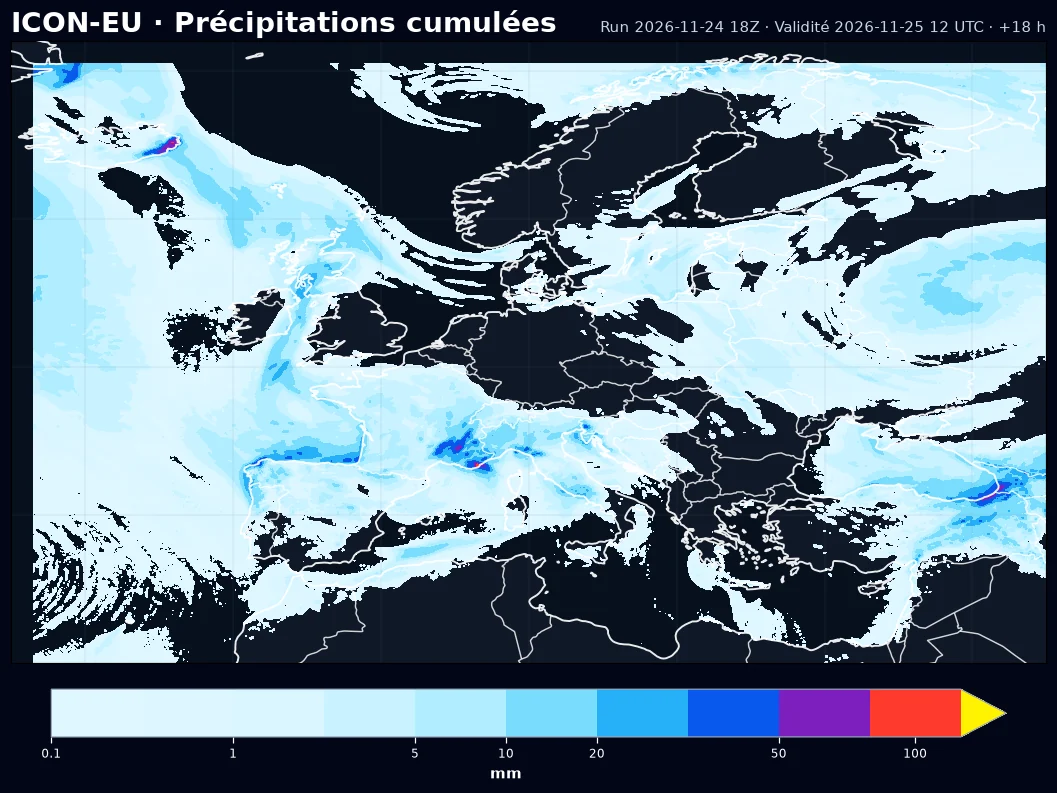 ICON-EU · Précipitations cumulées
Run 2026-11-24 18Z · Validité 2026-11-25 12 UTC · +18 h
0.1 1 5 10 20 50 100
mm